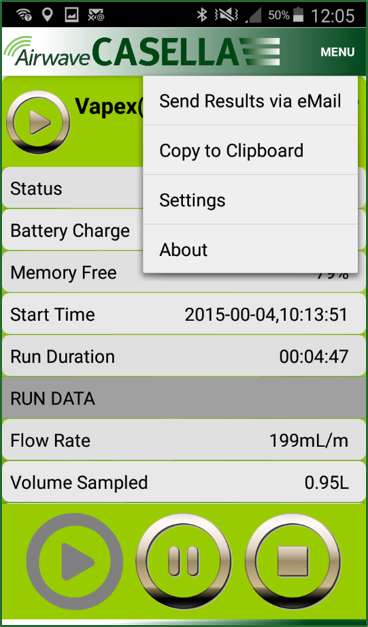 50% 12:05
Airwave CASELLA MENU
Vapex(
Send Results via eMail
Copy to Clipboard
Settings
About
Status
Battery Charge
Memory Free 79%
Start Time 2015-00-04,10:13:51
Run Duration 00:04:47
RUN DATA
Flow Rate 199mL/m
Volume Sampled 0.95L